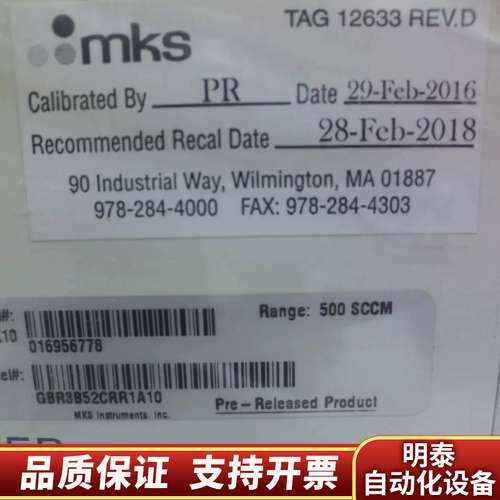 mks
TAG 12633 REV.D
Calibrated By PR Date 29-Feb-2016
Recommended Recal Date 28-Feb-2018
90 Industrial Way, Wilmington, MA 01887
978-284-4000 FAX: 978-284-4303
#: Range: 500 SCCM
10
016956778
el#:
GBR3B52CRR1A10
MKS Instruments, Inc. Pre-Released Product
品质保证 支持开票
明泰
自动化设备